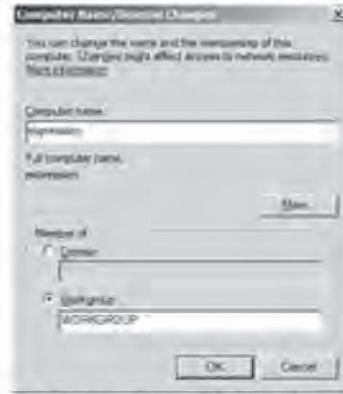 Computer Name/Domain Changes
You can change the name and the membership of this
computer. Changes might affect access to network resources.
More information
Computer name:
Full computer name:
More...
Member of
Domain:
Workgroup:
WORKGROUP
OK
Cancel